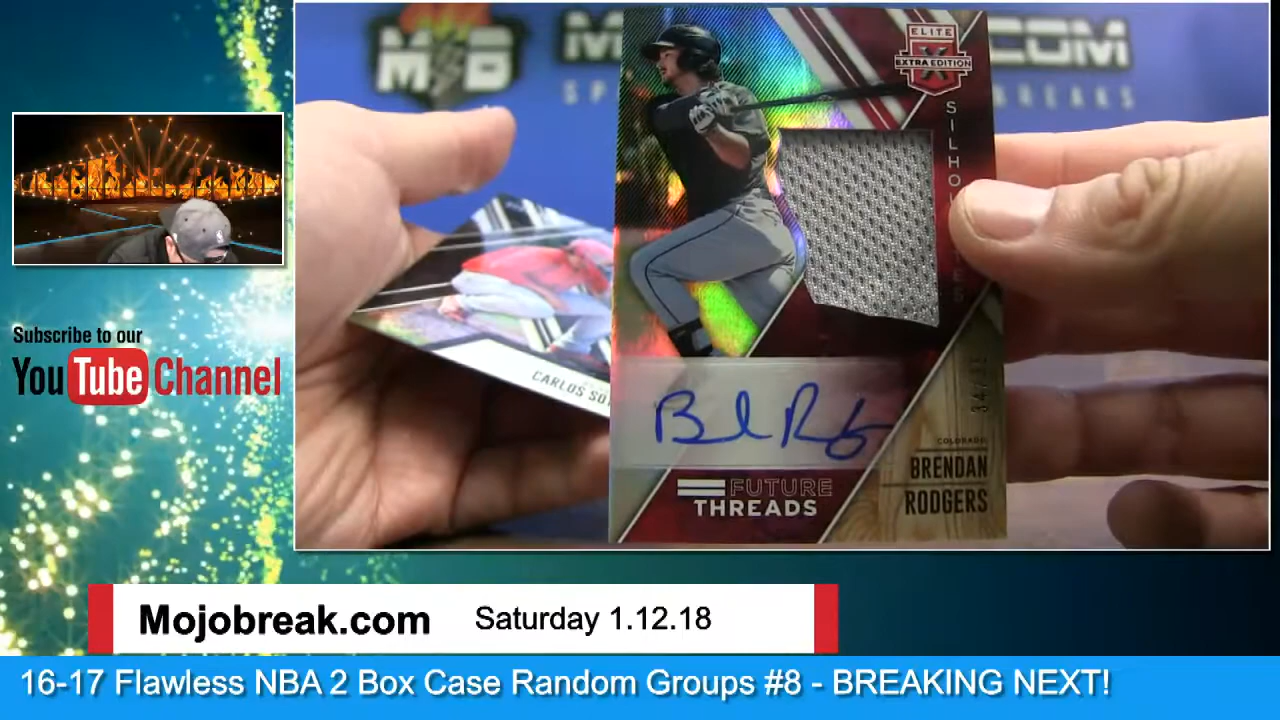 Subscribe to our
YouTube Channel
ELITE
EXTRA EDITION
CARLOS
FUTURE
THREADS
COLORADO
BRENDAN
RODGERS
Mojobreak.com
Saturday 1.12.18
16-17 Flawless NBA 2 Box Case Random Groups #8 - BREAKING NEXT!